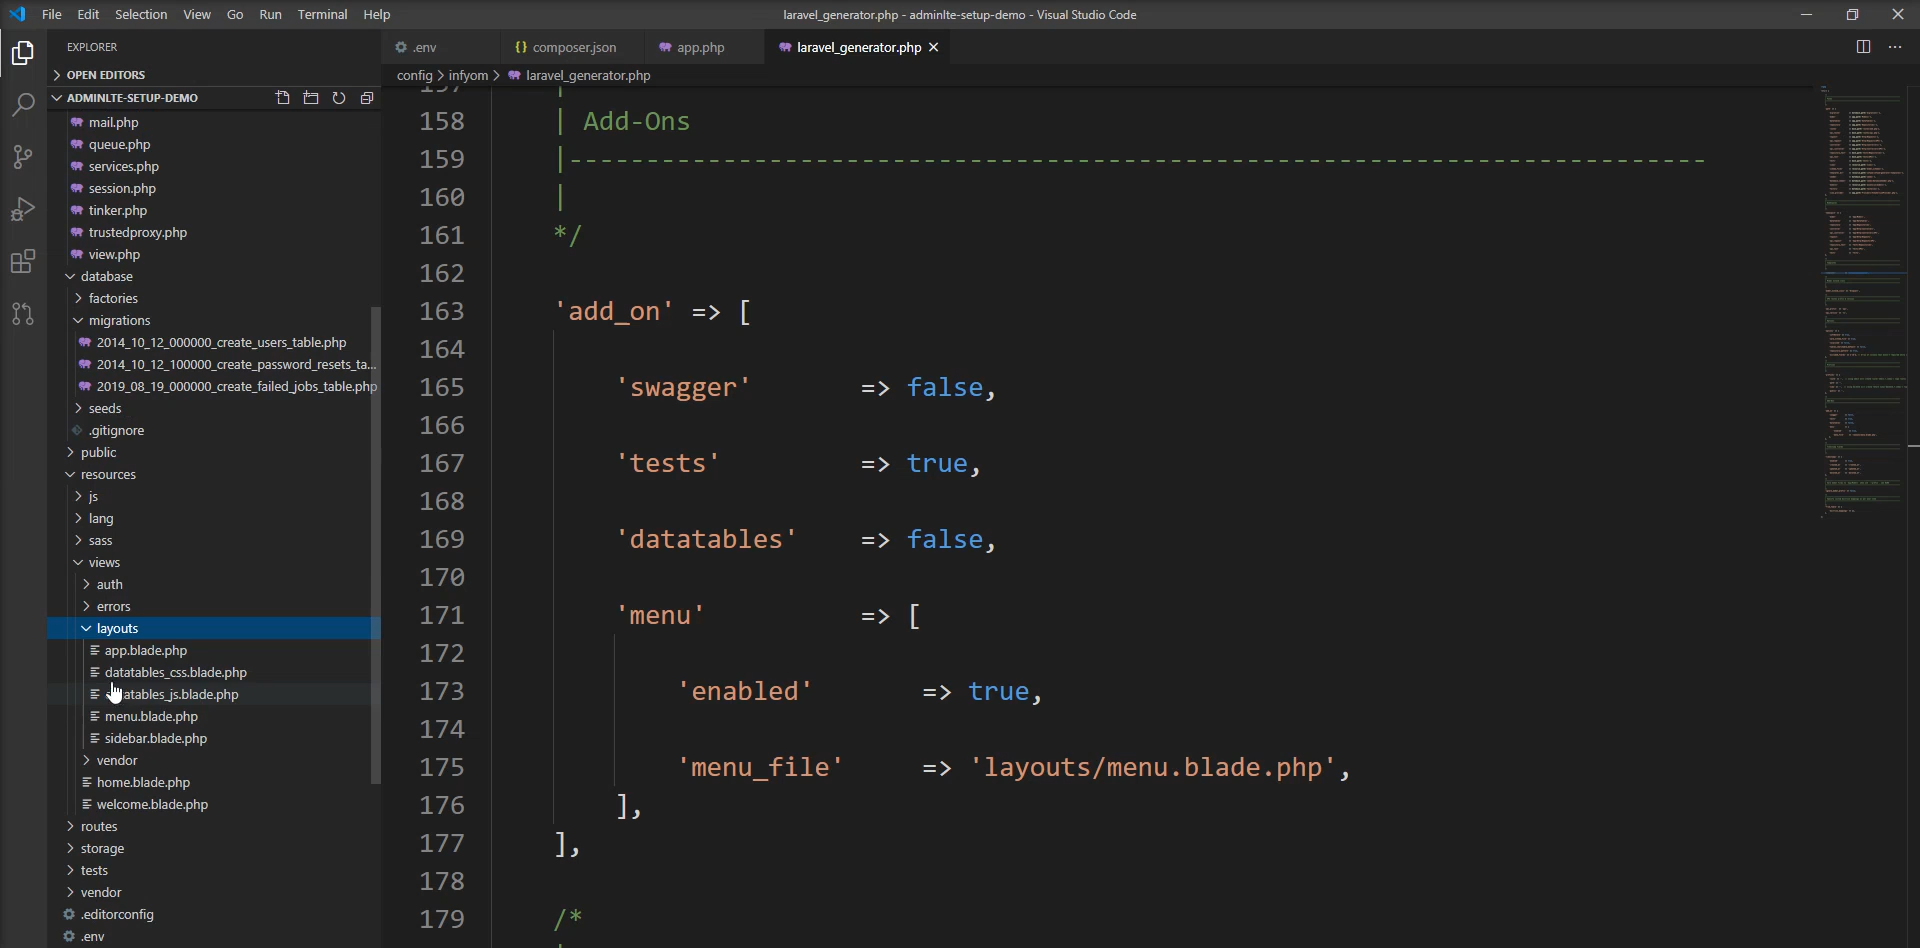 File Edit Selection View Go Run Terminal Help
laravel_generator.php - adminlte-setup-demo - Visual Studio Code
EXPLORER
OPEN EDITORS
ADMINLTE-SETUP-DEMO
mail.php
queue.php
services.php
session.php
tinker.php
trustedproxy.php
view.php
database
factories
migrations
2014_10_12_000000_create_users_table.php
2014_10_12_100000_create_password_resets_ta...
2019_08_19_000000_create_failed_jobs_table.php
seeds
.gitignore
public
resources
js
lang
sass
views
auth
errors
layouts
app.blade.php
datatables_css.blade.php
atables_js.blade.php
menu.blade.php
sidebar.blade.php
vendor
home.blade.php
welcome.blade.php
routes
storage
tests
vendor
.editorconfig
.env
.env {} composer.json app.php laravel_generator.php
config > infyom > laravel_generator.php
157 |
158 | Add-Ons
159 |--------------------------------------------------------------------------
160 |
161 */
162
163 'add_on' => [
164
165 'swagger' => false,
166
167 'tests' => true,
168
169 'datatables' => false,
170
171 'menu' => [
172
173 'enabled' => true,
174
175 'menu_file' => 'layouts/menu.blade.php',
176 ],
177 ],
178
179 /*